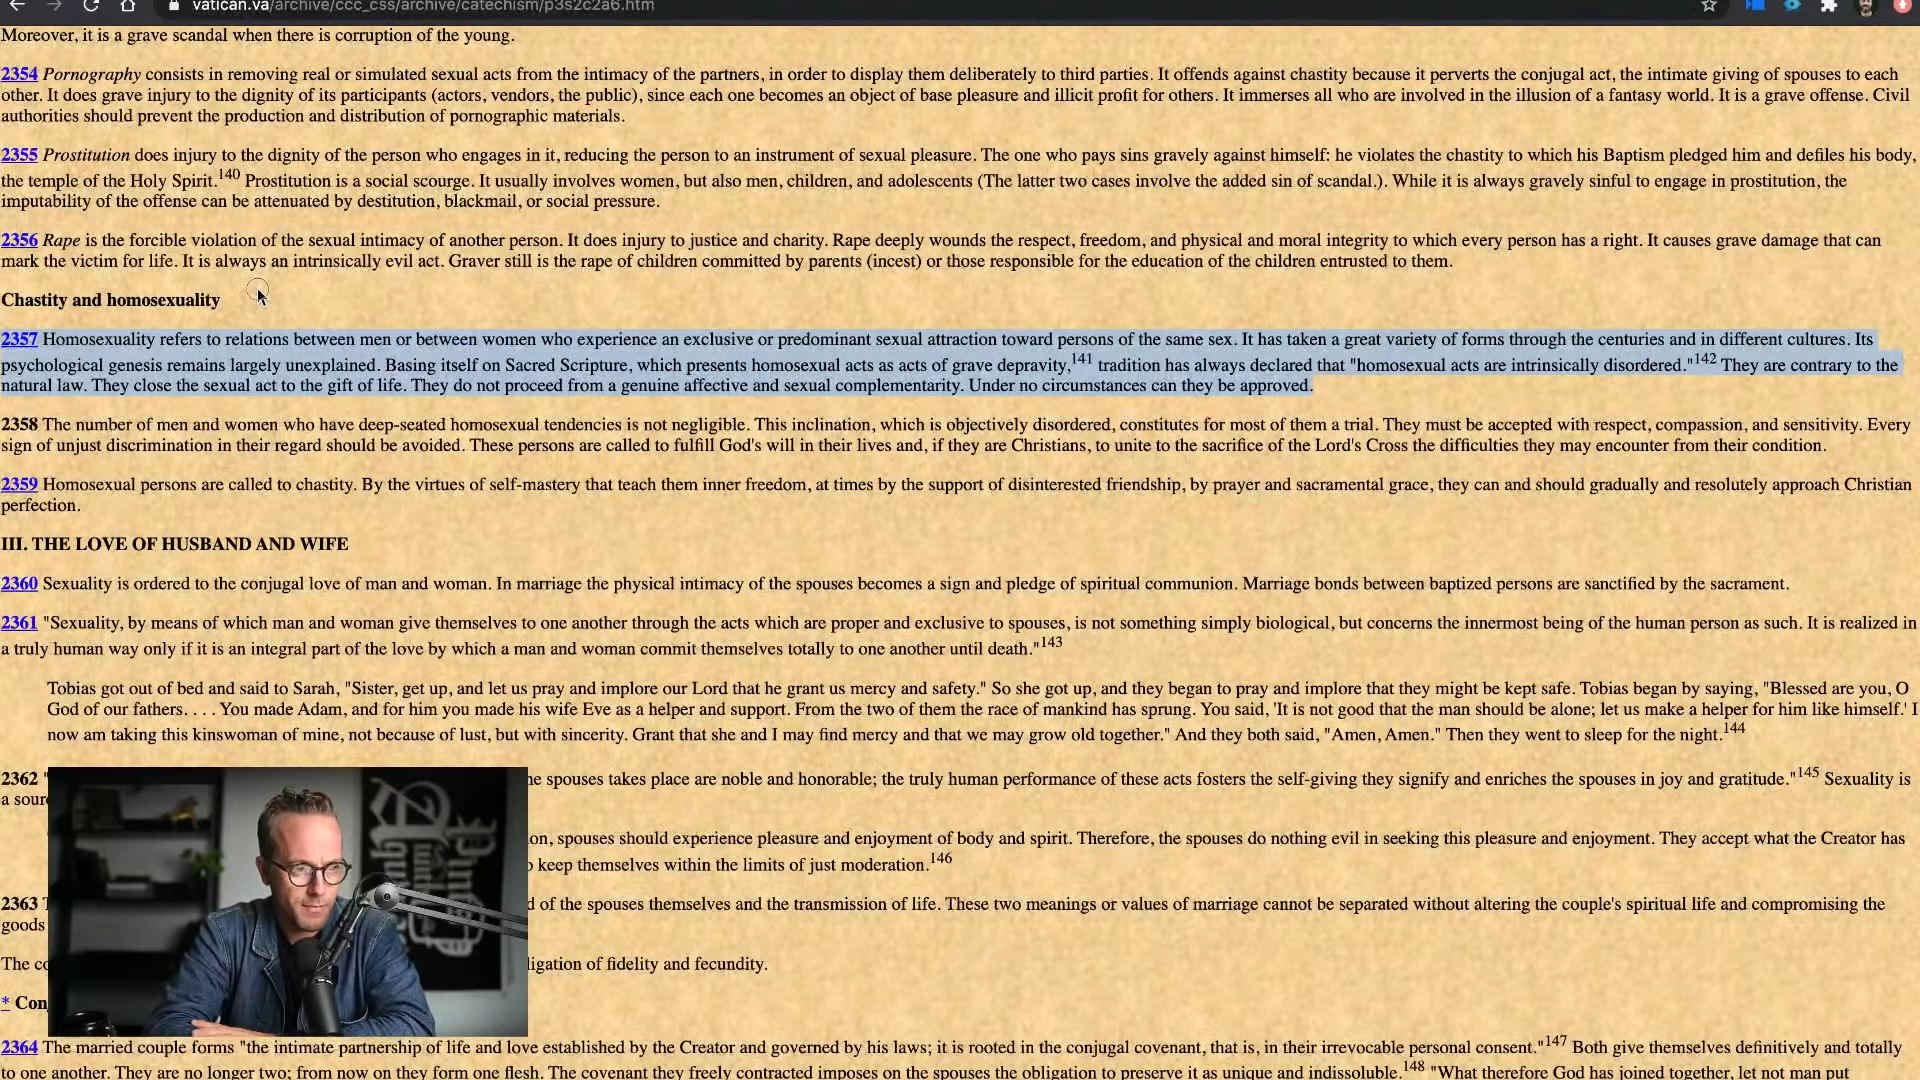 vatican.va/archive/ccc_css/archive/catechism/p3s2c2a6.htm
Moreover, it is a grave scandal when there is corruption of the young.
2354 Pornography consists in removing real or simulated sexual acts from the intimacy of the partners, in order to display them deliberately to third parties. It offends against chastity because it perverts the conjugal act, the intimate giving of spouses to each
other. It does grave injury to the dignity of its participants (actors, vendors, the public), since each one becomes an object of base pleasure and illicit profit for others. It immerses all who are involved in the illusion of a fantasy world. It is a grave offense. Civil
authorities should prevent the production and distribution of pornographic materials.
2355 Prostitution does injury to the dignity of the person who engages in it, reducing the person to an instrument of sexual pleasure. The one who pays sins gravely against himself: he violates the chastity to which his Baptism pledged him and defiles his body,
the temple of the Holy Spirit.140 Prostitution is a social scourge. It usually involves women, but also men, children, and adolescents (The latter two cases involve the added sin of scandal.). While it is always gravely sinful to engage in prostitution, the
imputability of the offense can be attenuated by destitution, blackmail, or social pressure.
2356 Rape is the forcible violation of the sexual intimacy of another person. It does injury to justice and charity. Rape deeply wounds the respect, freedom, and physical and moral integrity to which every person has a right. It causes grave damage that can
mark the victim for life. It is always an intrinsically evil act. Graver still is the rape of children committed by parents (incest) or those responsible for the education of the children entrusted to them.
Chastity and homosexuality
2357 Homosexuality refers to relations between men or between women who experience an exclusive or predominant sexual attraction toward persons of the same sex. It has taken a great variety of forms through the centuries and in different cultures. Its
psychological genesis remains largely unexplained. Basing itself on Sacred Scripture, which presents homosexual acts as acts of grave depravity,141 tradition has always declared that "homosexual acts are intrinsically disordered."142 They are contrary to the
natural law. They close the sexual act to the gift of life. They do not proceed from a genuine affective and sexual complementarity. Under no circumstances can they be approved.
2358 The number of men and women who have deep-seated homosexual tendencies is not negligible. This inclination, which is objectively disordered, constitutes for most of them a trial. They must be accepted with respect, compassion, and sensitivity. Every
sign of unjust discrimination in their regard should be avoided. These persons are called to fulfill God's will in their lives and, if they are Christians, to unite to the sacrifice of the Lord's Cross the difficulties they may encounter from their condition.
2359 Homosexual persons are called to chastity. By the virtues of self-mastery that teach them inner freedom, at times by the support of disinterested friendship, by prayer and sacramental grace, they can and should gradually and resolutely approach Christian
perfection.
III. THE LOVE OF HUSBAND AND WIFE
2360 Sexuality is ordered to the conjugal love of man and woman. In marriage the physical intimacy of the spouses becomes a sign and pledge of spiritual communion. Marriage bonds between baptized persons are sanctified by the sacrament.
2361 "Sexuality, by means of which man and woman give themselves to one another through the acts which are proper and exclusive to spouses, is not something simply biological, but concerns the innermost being of the human person as such. It is realized in
a truly human way only if it is an integral part of the love by which a man and woman commit themselves totally to one another until death."143
Tobias got out of bed and said to Sarah, "Sister, get up, and let us pray and implore our Lord that he grant us mercy and safety." So she got up, and they began to pray and implore that they might be kept safe. Tobias began by saying, "Blessed are you, O
God of our fathers. . . . You made Adam, and for him you made his wife Eve as a helper and support. From the two of them the race of mankind has sprung. You said, 'It is not good that the man should be alone; let us make a helper for him like himself.' I
now am taking this kinswoman of mine, not because of lust, but with sincerity. Grant that she and I may find mercy and that we may grow old together." And they both said, "Amen, Amen." Then they went to sleep for the night.144
2362 " spouses takes place are noble and honorable; the truly human performance of these acts fosters the self-giving they signify and enriches the spouses in joy and gratitude."145 Sexuality is
a
spouses should experience pleasure and enjoyment of body and spirit. Therefore, the spouses do nothing evil in seeking this pleasure and enjoyment. They accept what the Creator has
keep themselves within the limits of just moderation.146
2363 of the spouses themselves and the transmission of life. These two meanings or values of marriage cannot be separated without altering the couple's spiritual life and compromising the
goods
The of fidelity and fecundity.
*
2364 The married couple forms "the intimate partnership of life and love established by the Creator and governed by his laws; it is rooted in the conjugal covenant, that is, in their irrevocable personal consent."147 Both give themselves definitively and totally
to one another. They are no longer two; from now on they form one flesh. The covenant they freely contracted imposes on the spouses the obligation to preserve it as unique and indissoluble.148 "What therefore God has joined together, let not man put